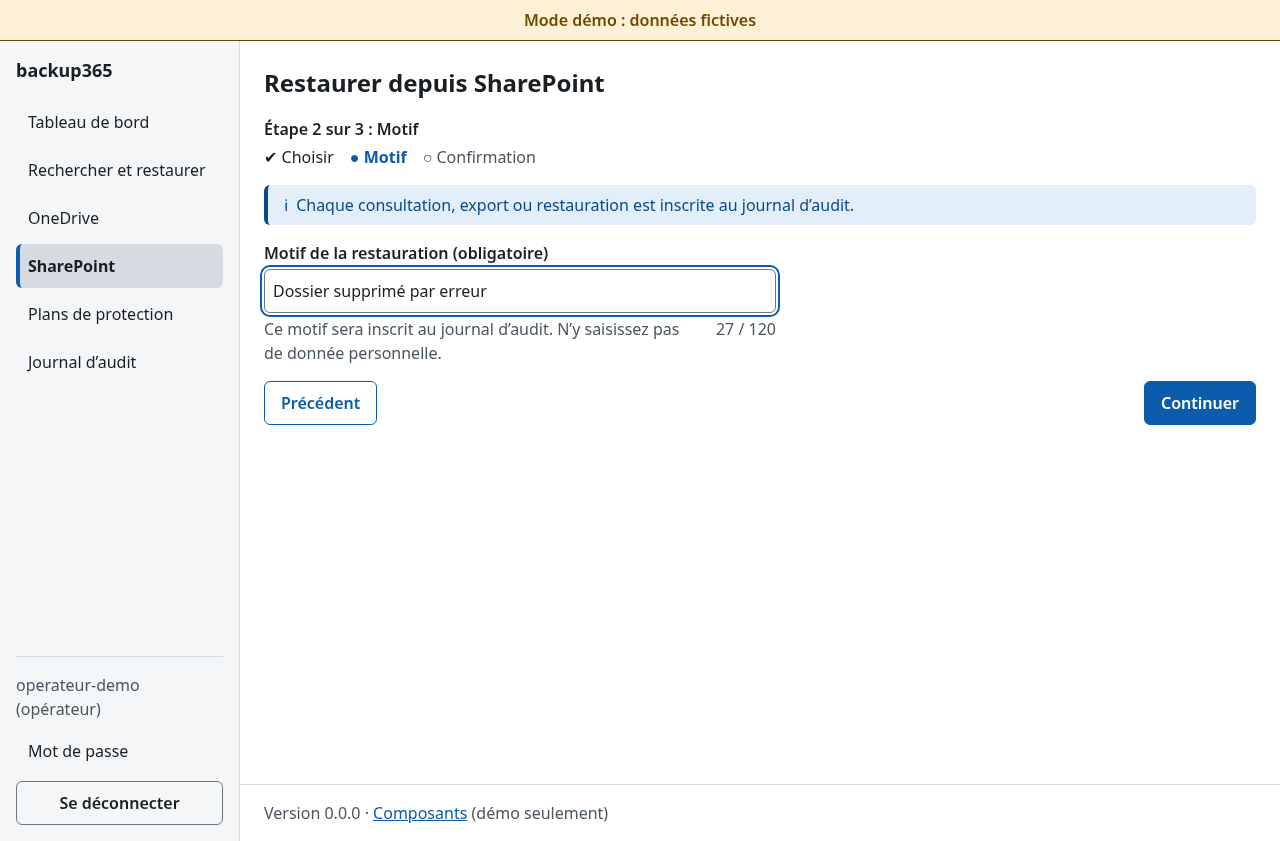 Mode démo : données fictives
backup365
Tableau de bord
Rechercher et restaurer
OneDrive
SharePoint
Plans de protection
Journal d’audit
operateur-demo
(opérateur)
Mot de passe
Se déconnecter
Restaurer depuis SharePoint
Étape 2 sur 3 : Motif
✔ Choisir ● Motif ○ Confirmation
i Chaque consultation, export ou restauration est inscrite au journal d’audit.
Motif de la restauration (obligatoire)
Dossier supprimé par erreur
Ce motif sera inscrit au journal d’audit. N’y saisissez pas 27 / 120
de donnée personnelle.
Précédent Continuer
Version 0.0.0 · Composants (démo seulement)